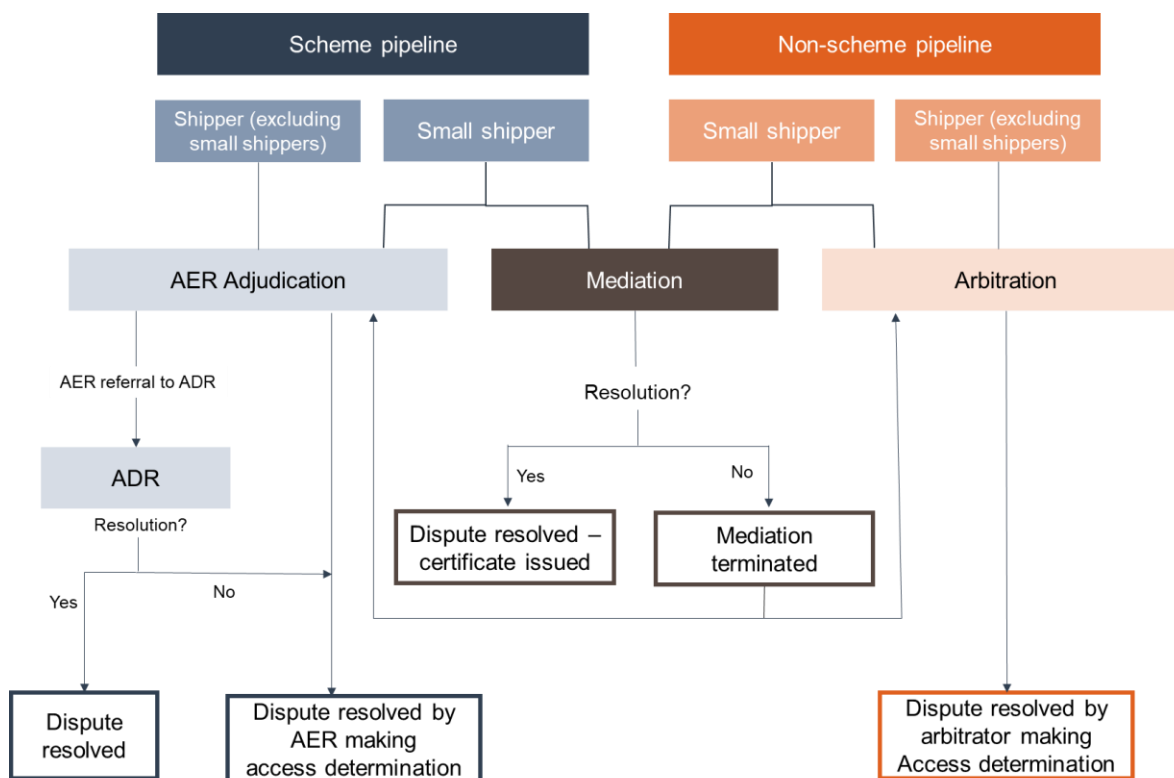 Scheme pipeline
Non-scheme pipeline
Shipper (excluding
small shippers)
Small shipper
Small shipper
Shipper (excluding
small shippers)
AER Adjudication
Mediation
Arbitration
AER referral to ADR
Resolution?
ADR
Yes
No
Resolution?
Dispute resolved –
certificate issued
Mediation
terminated
Yes
No
Dispute
resolved
Dispute resolved by
AER making
access determination
Dispute resolved by
arbitrator making
Access determination